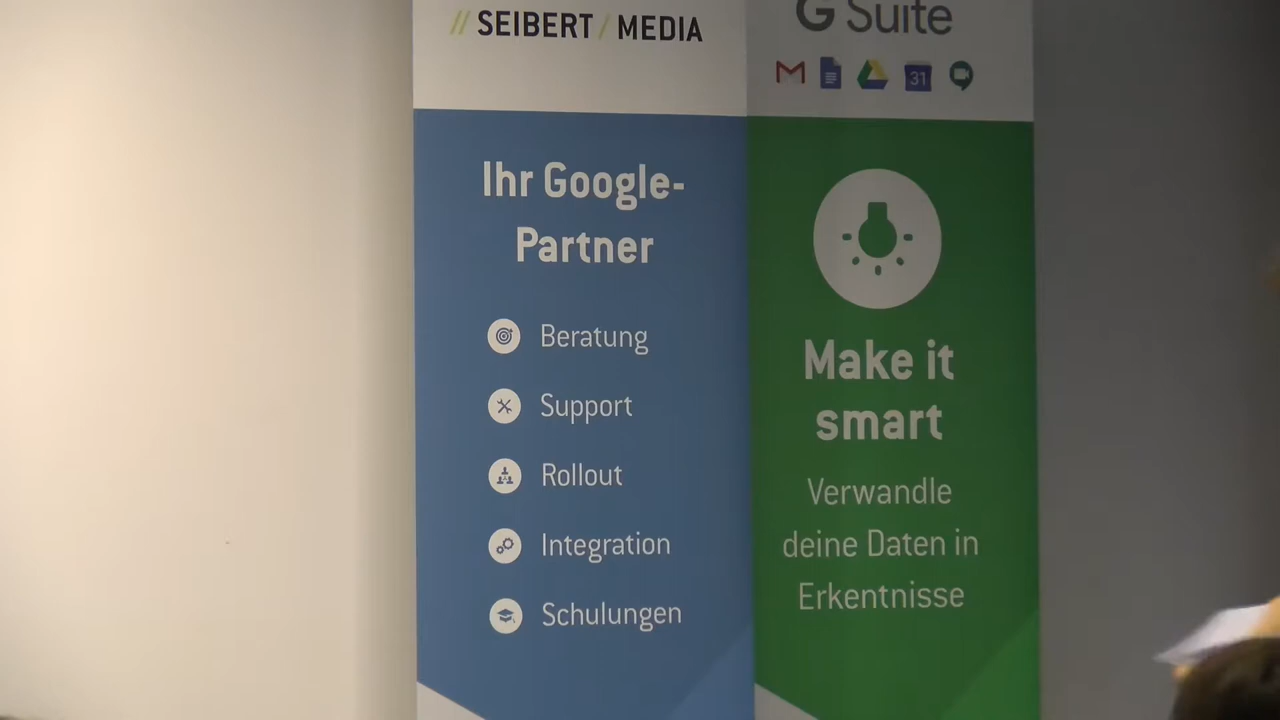 // SEIBERT / MEDIA
Ihr Google-
Partner
Beratung
Support
Rollout
Integration
Schulungen
G Suite
31
Make it
smart
Verwandle
deine Daten in
Erkentnisse